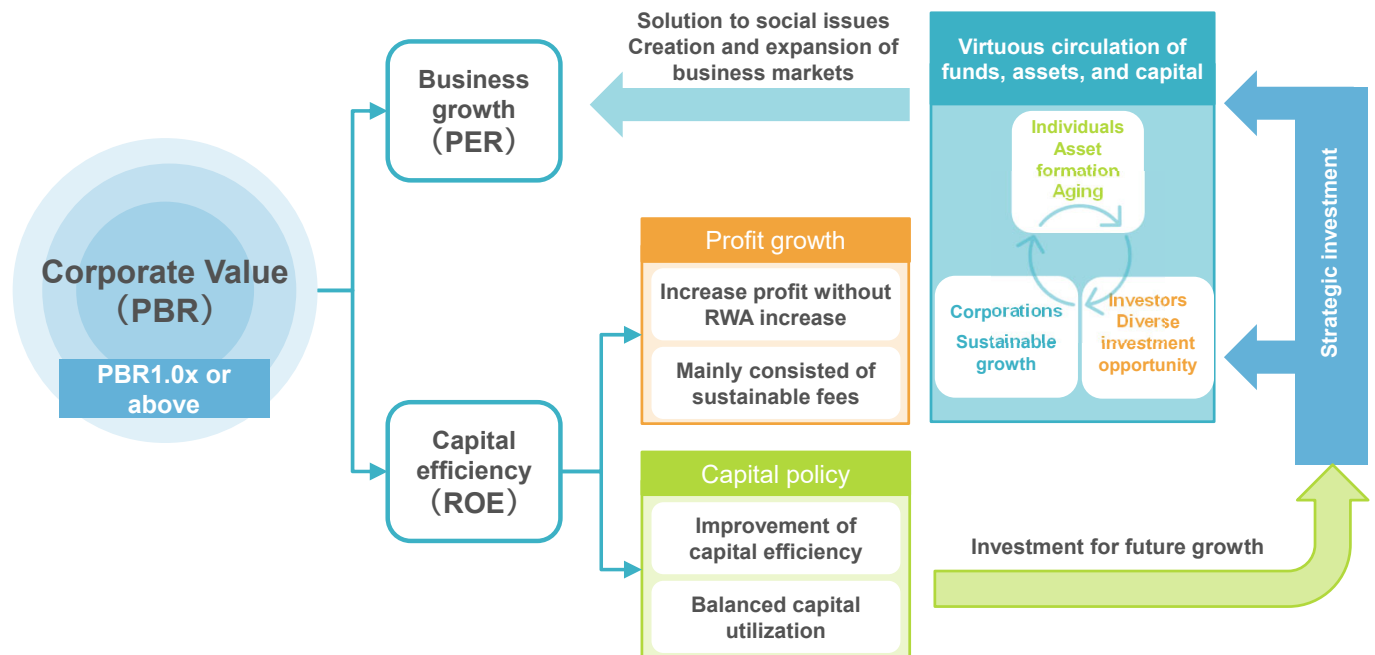 Solution to social issues
Creation and expansion of
business markets
Virtuous circulation of
funds, assets, and capital
Business
growth
（PER）
Individuals
Asset
formation
Aging
Corporations
Sustainable
growth
Investors
Diverse
investment
opportunity
Strategic investment
Corporate Value
（PBR）
PBR1.0x or
above
Profit growth
Increase profit without
RWA increase
Mainly consisted of
sustainable fees
Capital
efficiency
（ROE）
Capital policy
Improvement of
capital efficiency
Balanced capital
utilization
Investment for future growth